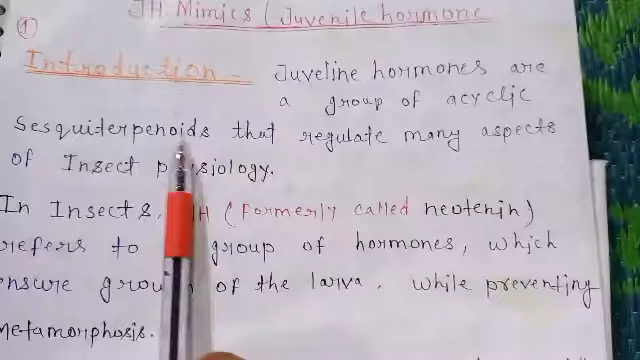 ①
JH Mimics (Juvenile hormone
Introduction - Juveline hormones are
a group of acyclic
Sesquiterpenoids that regulate many aspects
of Insect physiology.
In Insects, JH (formerly called neotenin)
refers to group of hormones, which
ensure growth of the larva, while preventing
metamorphosis.